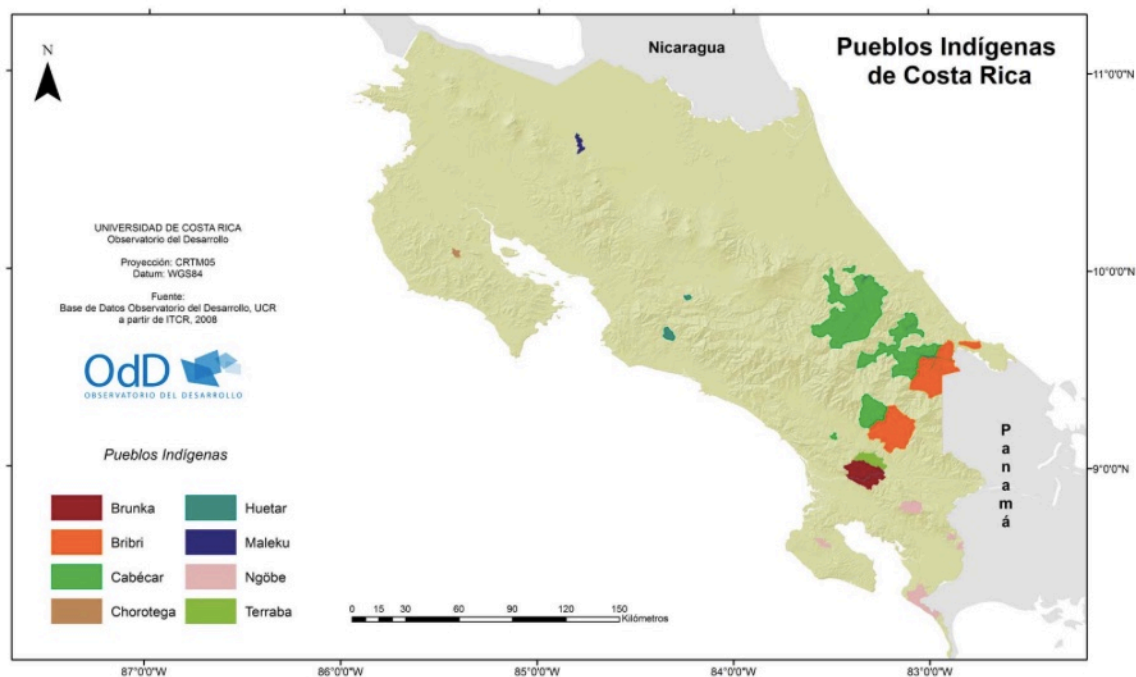 Pueblos Indígenas
de Costa Rica
Nicaragua
N
11°0'0"N
10°0'0"N
9°0'0"N
UNIVERSIDAD DE COSTA RICA
Observatorio del Desarrollo
Proyección: CRTM05
Datum: WGS84
Fuente:
Base de Datos Observatorio del Desarrollo, UCR
a partir de ITCR, 2008
OdD
OBSERVATORIO DEL DESARROLLO
Panamá
Pueblos Indígenas
Brunka
Bribri
Cabécar
Chorotega
Huetar
Maleku
Ngöbe
Terraba
0 15 30 60 90 120 150
Kilómetros
87°0'0"W
86°0'0"W
85°0'0"W
84°0'0"W
83°0'0"W